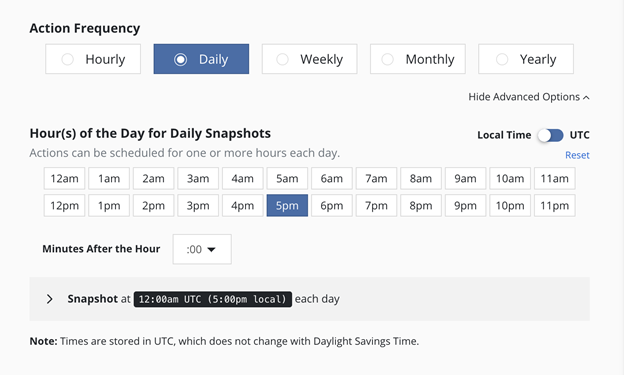 Action Frequency
Hourly Daily Weekly Monthly Yearly
Hide Advanced Options
Hour(s) of the Day for Daily Snapshots
Local Time UTC
Actions can be scheduled for one or more hours each day.
Reset
12am 1am 2am 3am 4am 5am 6am 7am 8am 9am 10am 11am
12pm 1pm 2pm 3pm 4pm 5pm 6pm 7pm 8pm 9pm 10pm 11pm
Minutes After the Hour :00
Snapshot at 12:00am UTC (5:00pm local) each day
Note: Times are stored in UTC, which does not change with Daylight Savings Time.